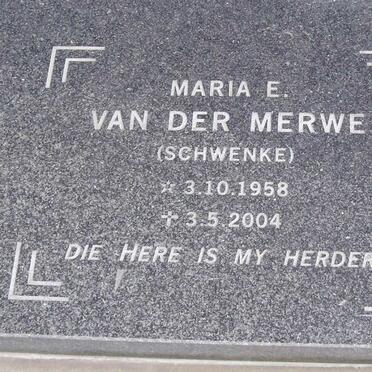 MARIA E.
VAN DER MERWE
(SCHWENKE)
☆ 3.10.1958
✝ 3.5.2004
DIE HERE IS MY HERDER